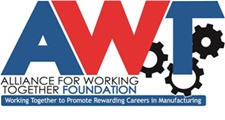 AWT
ALLIANCE FOR WORKING
TOGETHER FOUNDATION
Working Together to Promote Rewarding Careers in Manufacturing